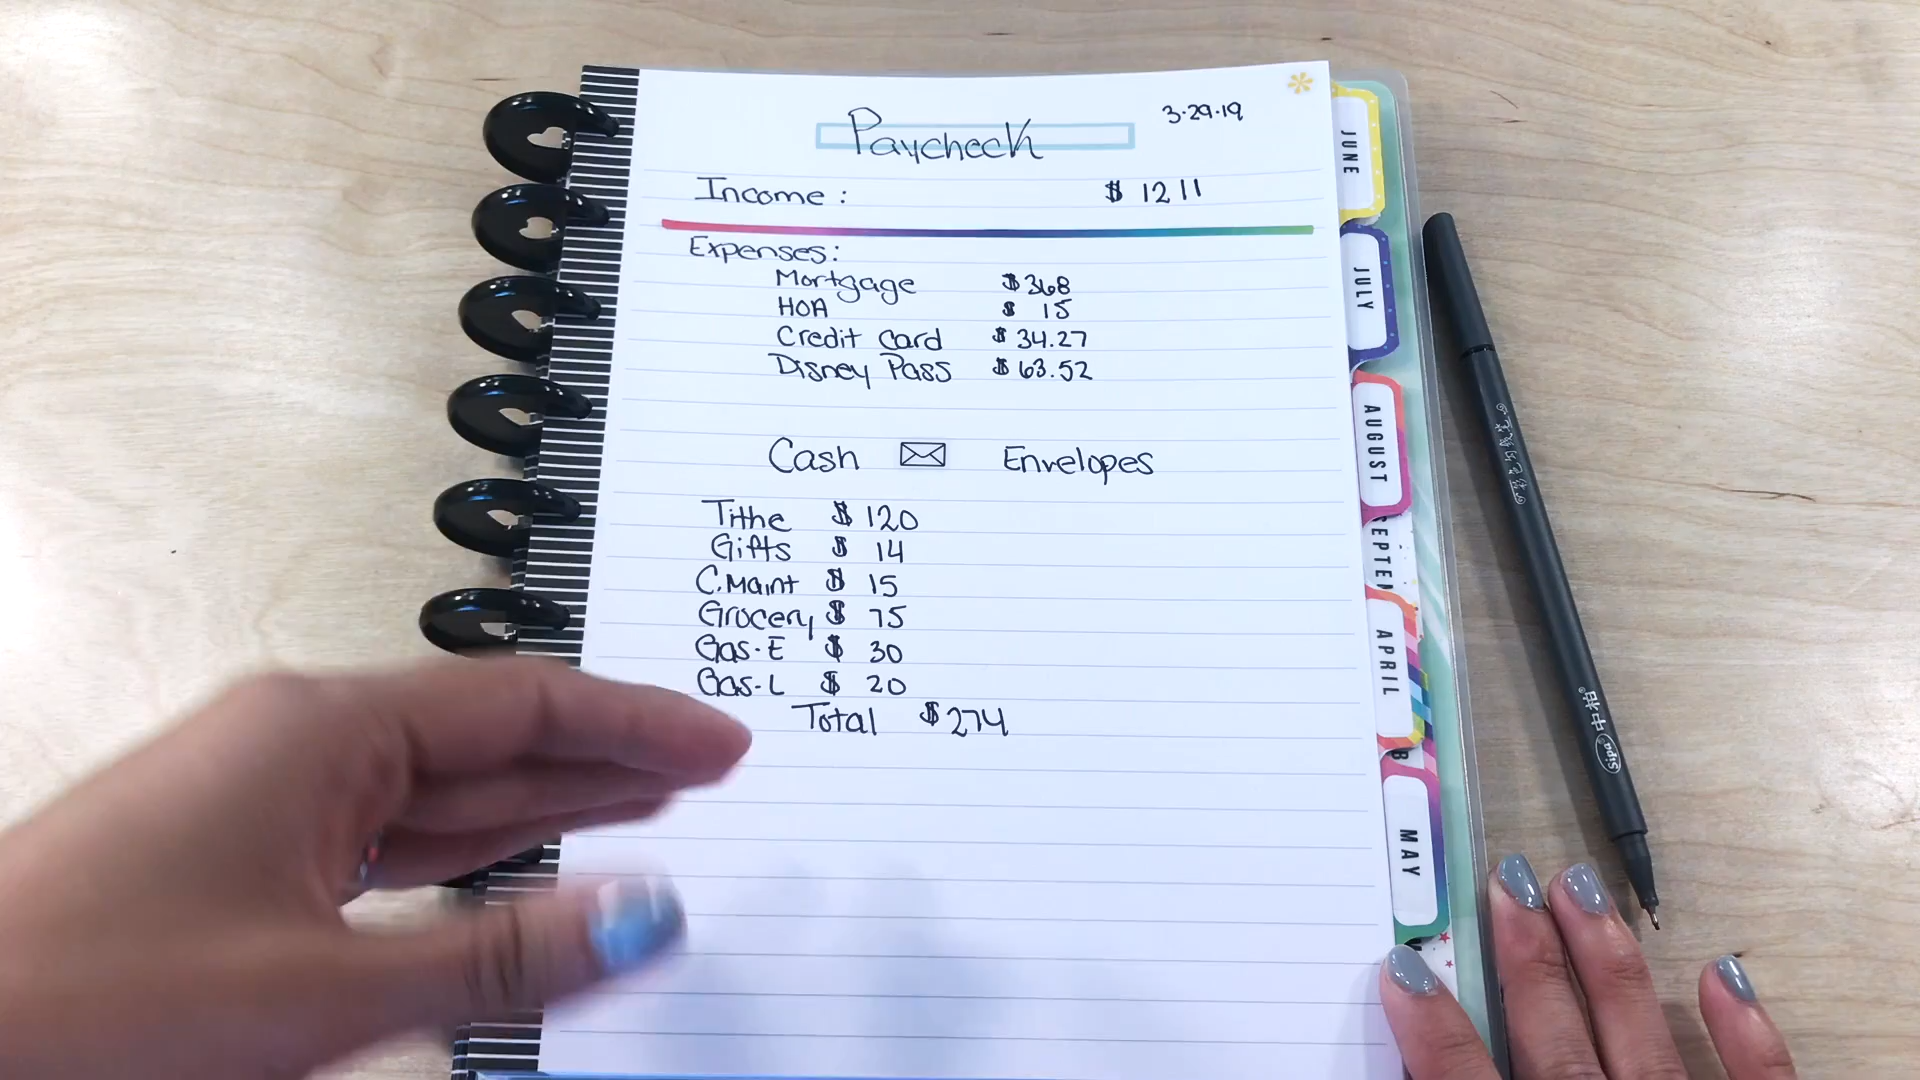 Paycheck
3.29.19
Income : $ 1211
Expenses:
Mortgage $ 368
HOA $ 15
Credit Card $ 34.27
Disney Pass $ 63.52
Cash Envelopes
Tithe $ 120
Gifts $ 14
C.Maint $ 15
Grocery $ 75
Gas-E $ 30
Gas-L $ 20
Total $274
JUNE
JULY
AUGUST
EPTE
APRIL
B
MAY
Sipa